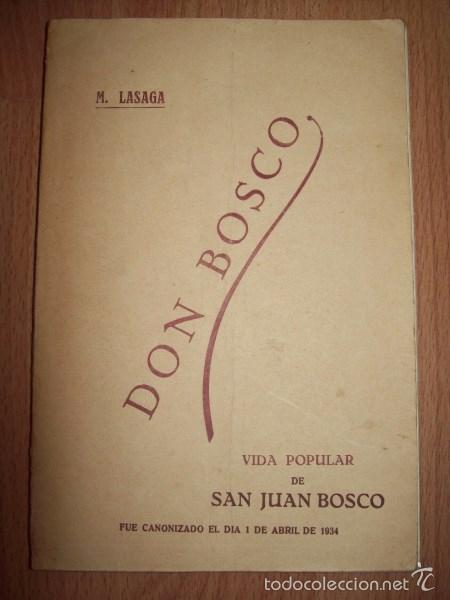 M. LASAGA
DON BOSCO
VIDA POPULAR
DE
SAN JUAN BOSCO
FUE CANONIZADO EL DIA 1 DE ABRIL DE 1934
todocoleccion.net